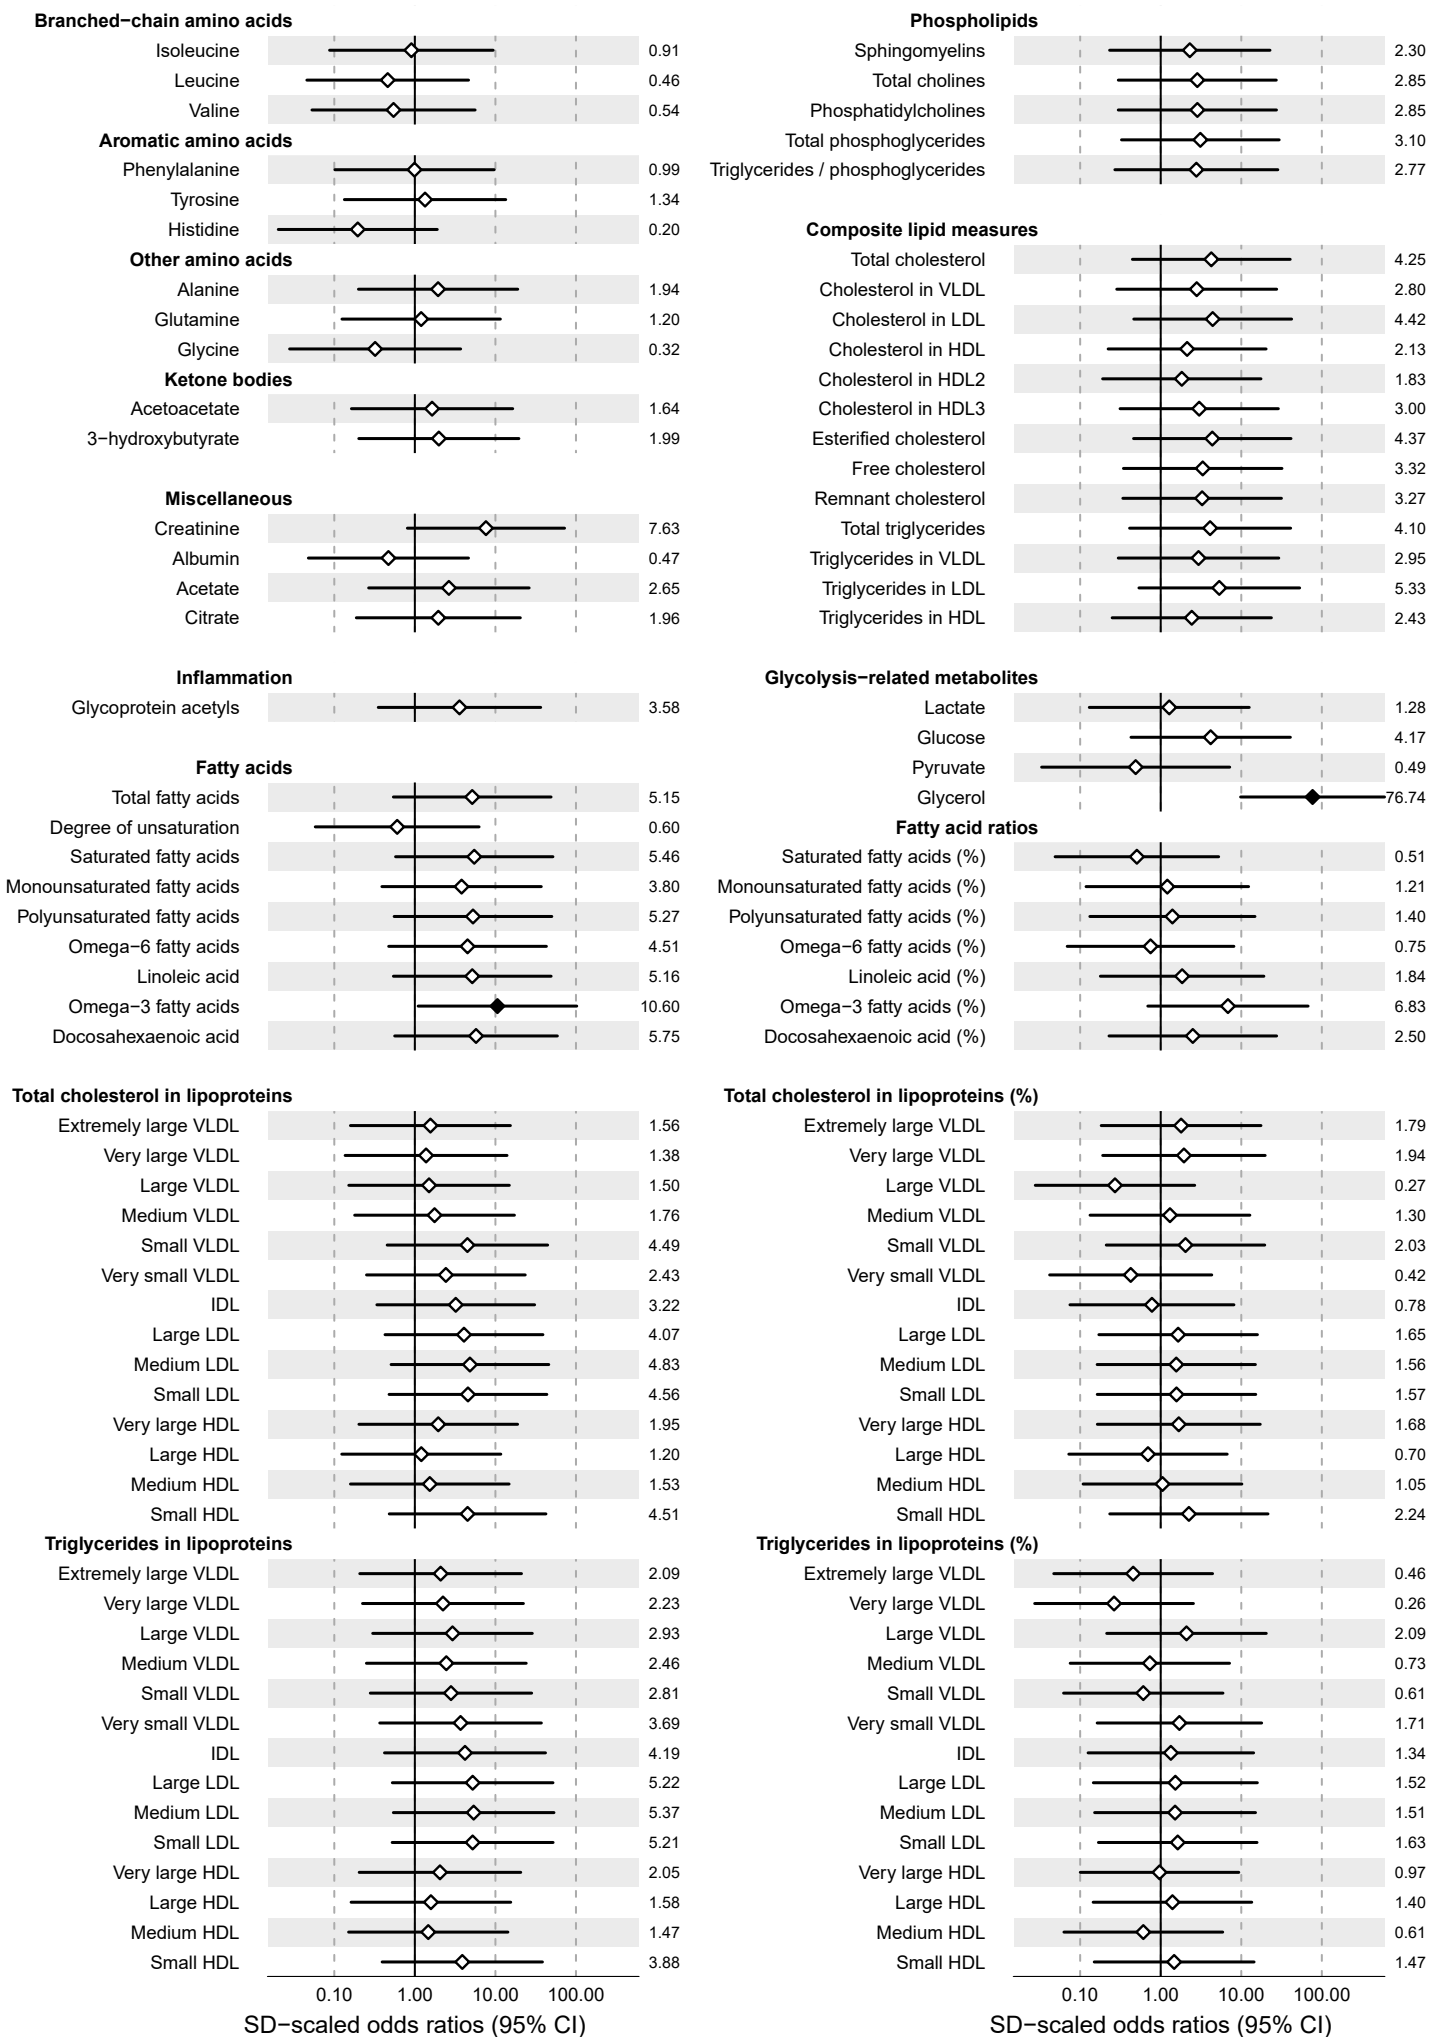 Branched−chain amino acids
Isoleucine 0.91
Leucine 0.46
Valine 0.54
Aromatic amino acids
Phenylalanine 0.99
Tyrosine 1.34
Histidine 0.20
Other amino acids
Alanine 1.94
Glutamine 1.20
Glycine 0.32
Ketone bodies
Acetoacetate 1.64
3−hydroxybutyrate 1.99
Miscellaneous
Creatinine 7.63
Albumin 0.47
Acetate 2.65
Citrate 1.96
Inflammation
Glycoprotein acetyls 3.58
Fatty acids
Total fatty acids 5.15
Degree of unsaturation 0.60
Saturated fatty acids 5.46
Monounsaturated fatty acids 3.80
Polyunsaturated fatty acids 5.27
Omega−6 fatty acids 4.51
Linoleic acid 5.16
Omega−3 fatty acids 10.60
Docosahexaenoic acid 5.75
Total cholesterol in lipoproteins
Extremely large VLDL 1.56
Very large VLDL 1.38
Large VLDL 1.50
Medium VLDL 1.76
Small VLDL 4.49
Very small VLDL 2.43
IDL 3.22
Large LDL 4.07
Medium LDL 4.83
Small LDL 4.56
Very large HDL 1.95
Large HDL 1.20
Medium HDL 1.53
Small HDL 4.51
Triglycerides in lipoproteins
Extremely large VLDL 2.09
Very large VLDL 2.23
Large VLDL 2.93
Medium VLDL 2.46
Small VLDL 2.81
Very small VLDL 3.69
IDL 4.19
Large LDL 5.22
Medium LDL 5.37
Small LDL 5.21
Very large HDL 2.05
Large HDL 1.58
Medium HDL 1.47
Small HDL 3.88
0.10 1.00 10.00 100.00
SD−scaled odds ratios (95% CI)
Phospholipids
Sphingomyelins 2.30
Total cholines 2.85
Phosphatidylcholines 2.85
Total phosphoglycerides 3.10
Triglycerides / phosphoglycerides 2.77
Composite lipid measures
Total cholesterol 4.25
Cholesterol in VLDL 2.80
Cholesterol in LDL 4.42
Cholesterol in HDL 2.13
Cholesterol in HDL2 1.83
Cholesterol in HDL3 3.00
Esterified cholesterol 4.37
Free cholesterol 3.32
Remnant cholesterol 3.27
Total triglycerides 4.10
Triglycerides in VLDL 2.95
Triglycerides in LDL 5.33
Triglycerides in HDL 2.43
Glycolysis−related metabolites
Lactate 1.28
Glucose 4.17
Pyruvate 0.49
Glycerol 76.74
Fatty acid ratios
Saturated fatty acids (%) 0.51
Monounsaturated fatty acids (%) 1.21
Polyunsaturated fatty acids (%) 1.40
Omega−6 fatty acids (%) 0.75
Linoleic acid (%) 1.84
Omega−3 fatty acids (%) 6.83
Docosahexaenoic acid (%) 2.50
Total cholesterol in lipoproteins (%)
Extremely large VLDL 1.79
Very large VLDL 1.94
Large VLDL 0.27
Medium VLDL 1.30
Small VLDL 2.03
Very small VLDL 0.42
IDL 0.78
Large LDL 1.65
Medium LDL 1.56
Small LDL 1.57
Very large HDL 1.68
Large HDL 0.70
Medium HDL 1.05
Small HDL 2.24
Triglycerides in lipoproteins (%)
Extremely large VLDL 0.46
Very large VLDL 0.26
Large VLDL 2.09
Medium VLDL 0.73
Small VLDL 0.61
Very small VLDL 1.71
IDL 1.34
Large LDL 1.52
Medium LDL 1.51
Small LDL 1.63
Very large HDL 0.97
Large HDL 1.40
Medium HDL 0.61
Small HDL 1.47
0.10 1.00 10.00 100.00
SD−scaled odds ratios (95% CI)